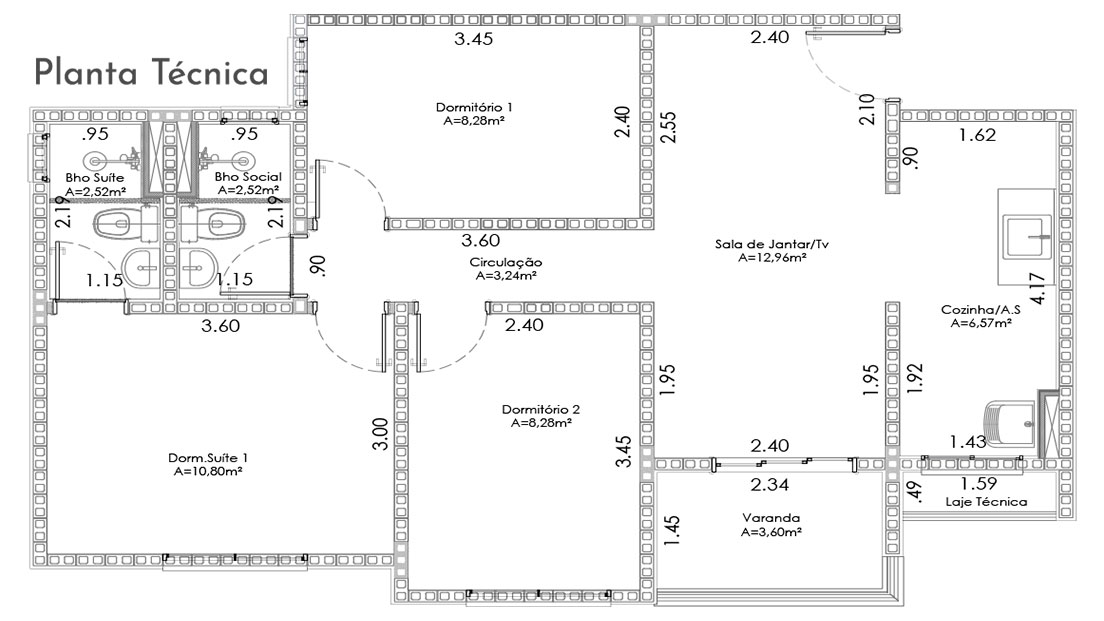 Planta Técnica
3.45
2.40
Dormitório 1
A=8,28m²
2.40
2.55
2.10
.95
.95
1.62
.90
Bho Suíte
A=2,52m²
Bho Social
A=2,52m²
2.19
2.19
3.60
Circulação
A=3,24m²
.90
Sala de Jantar/Tv
A=12,96m²
1.15
1.15
4.17
Cozinha/A.S
A=6,57m²
3.60
2.40
1.95
1.95
1.92
Dormitório 2
A=8,28m²
3.00
3.45
Dorm.Suíte 1
A=10,80m²
2.40
1.43
2.34
1.59
.49
Laje Técnica
1.45
Varanda
A=3,60m²